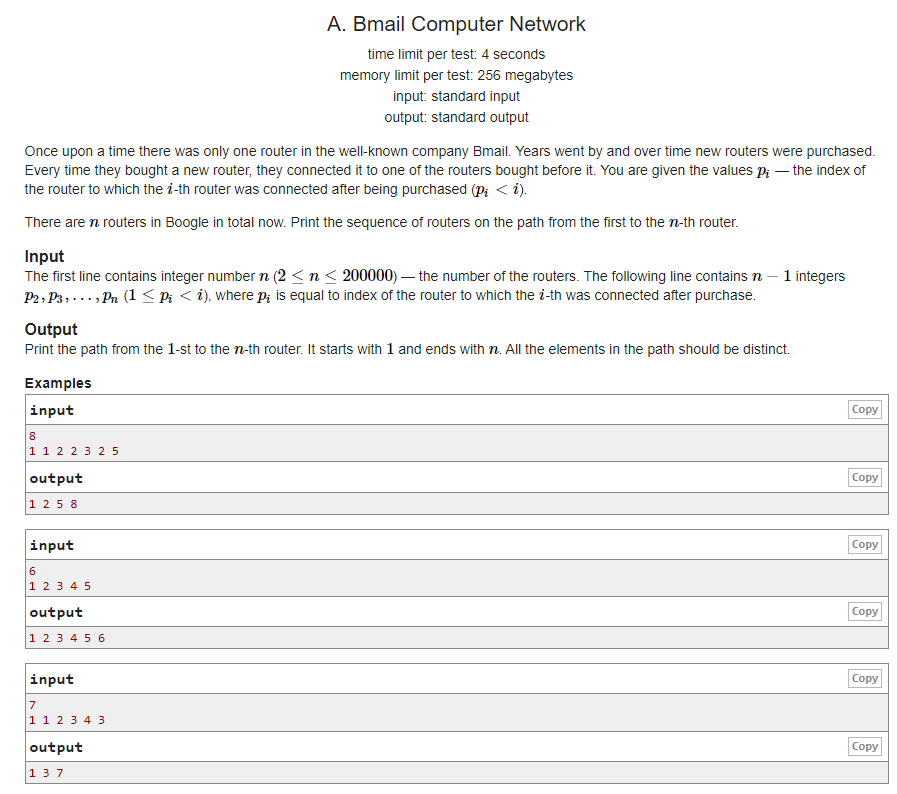 A. Bmail Computer Network
time limit per test: 4 seconds
memory limit per test: 256 megabytes
input: standard input
output: standard output
Once upon a time there was only one router in the well-known company Bmail. Years went by and over time new routers were purchased.
Every time they bought a new router, they connected it to one of the routers bought before it. You are given the values pᵢ — the index of
the router to which the i-th router was connected after being purchased (pᵢ < i).
There are n routers in Boogle in total now. Print the sequence of routers on the path from the first to the n-th router.
Input
The first line contains integer number n (2 ≤ n ≤ 200000) — the number of the routers. The following line contains n − 1 integers
p₂, p₃, . . . , pₙ (1 ≤ pᵢ < i), where pᵢ is equal to index of the router to which the i-th was connected after purchase.
Output
Print the path from the 1-st to the n-th router. It starts with 1 and ends with n. All the elements in the path should be distinct.
Examples
input Copy
8
1 1 2 2 3 2 5
output Copy
1 2 5 8
input Copy
6
1 2 3 4 5
output Copy
1 2 3 4 5 6
input Copy
7
1 1 2 3 4 3
output Copy
1 3 7